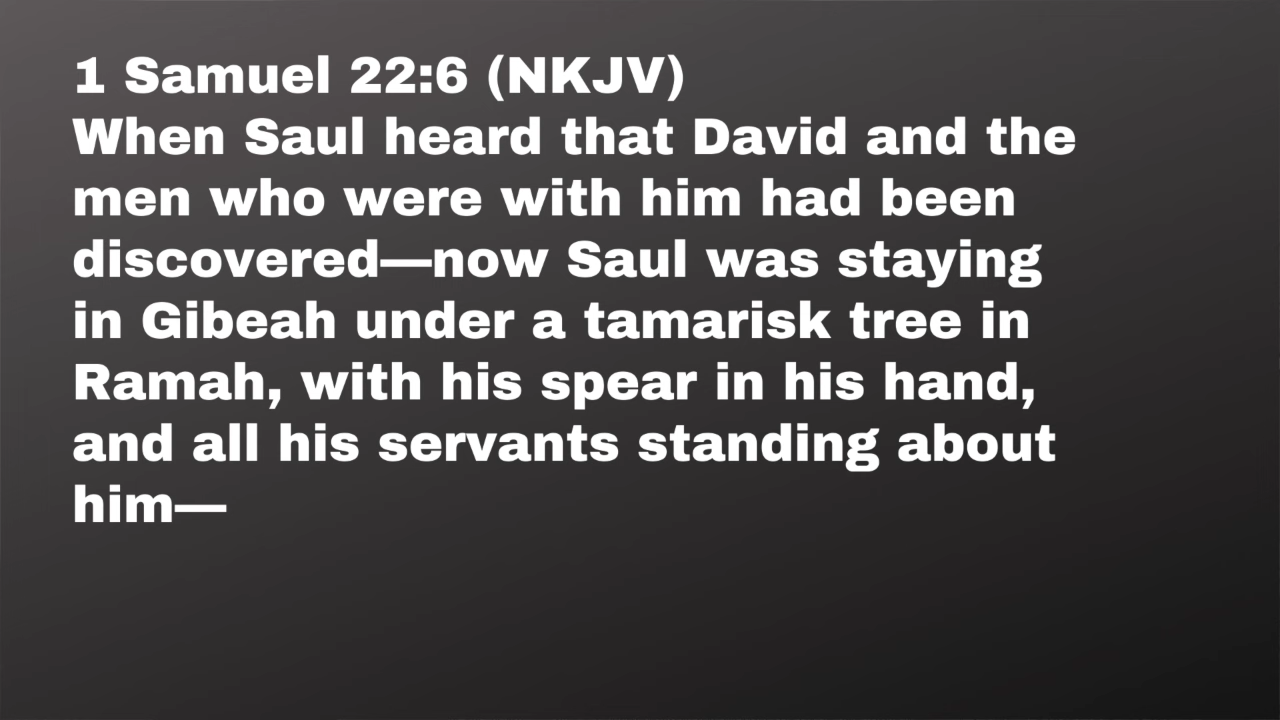 1 Samuel 22:6 (NKJV)
When Saul heard that David and the
men who were with him had been
discovered—now Saul was staying
in Gibeah under a tamarisk tree in
Ramah, with his spear in his hand,
and all his servants standing about
him—